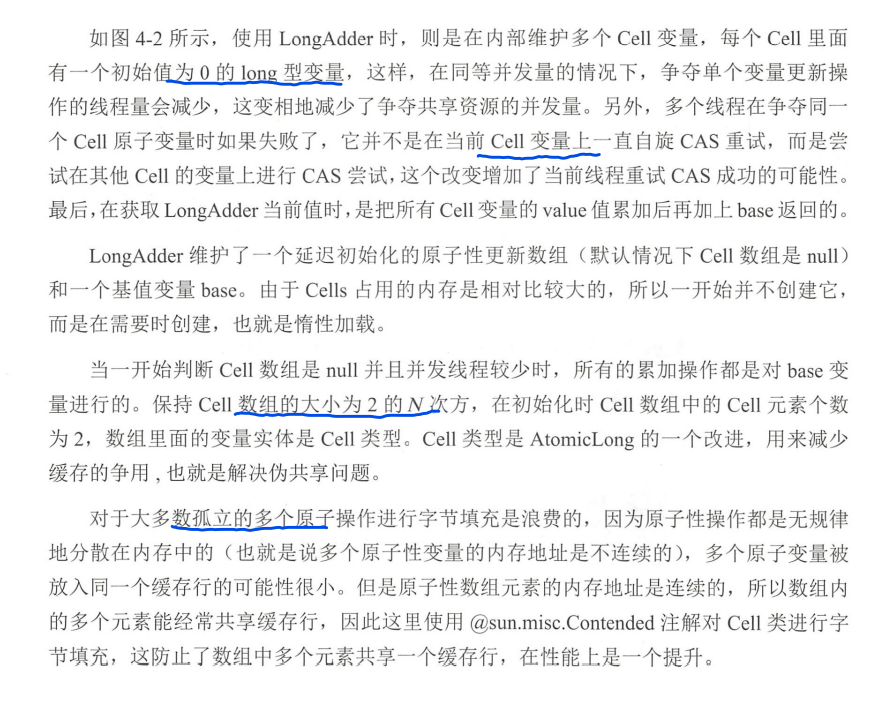 如图 4-2 所示，使用 LongAdder 时，则是在内部维护多个 Cell 变量，每个 Cell 里面
有一个初始值为 0 的 long 型变量，这样，在同等并发量的情况下，争夺单个变量更新操
作的线程量会减少，这变相地减少了争夺共享资源的并发量。另外，多个线程在争夺同一
个 Cell 原子变量时如果失败了，它并不是在当前 Cell 变量上一直自旋 CAS 重试，而是尝
试在其他 Cell 的变量上进行 CAS 尝试，这个改变增加了当前线程重试 CAS 成功的可能性。
最后，在获取 LongAdder 当前值时，是把所有 Cell 变量的 value 值累加后再加上 base 返回的。
LongAdder 维护了一个延迟初始化的原子性更新数组（默认情况下 Cell 数组是 null）
和一个基值变量 base。由于 Cells 占用的内存是相对比较大的，所以一开始并不创建它，
而是在需要时创建，也就是惰性加载。
当一开始判断 Cell 数组是 null 并且并发线程较少时，所有的累加操作都是对 base 变
量进行的。保持 Cell 数组的大小为 2 的 N 次方，在初始化时 Cell 数组中的 Cell 元素个数
为 2，数组里面的变量实体是 Cell 类型。Cell 类型是 AtomicLong 的一个改进，用来减少
缓存的争用，也就是解决伪共享问题。
对于大多数孤立的多个原子操作进行字节填充是浪费的，因为原子性操作都是无规律
地分散在内存中的（也就是说多个原子性变量的内存地址是不连续的），多个原子变量被
放入同一个缓存行的可能性很小。但是原子性数组元素的内存地址是连续的，所以数组内
的多个元素能经常共享缓存行，因此这里使用 @sun.misc.Contended 注解对 Cell 类进行字
节填充，这防止了数组中多个元素共享一个缓存行，在性能上是一个提升。